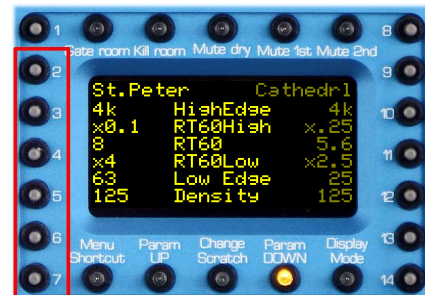 1 8
Gate room Kill room Mute dry Mute 1st Mute 2nd
2 9
St.Peter Cathedrl
4k HighEdge 4k
3 10
x0.1 RT60High x.25
8 RT60 5.6
4 11
x4 RT60Low x2.5
63 Low Edge 25
125 Density 125
5 12
6 13
Menu Shortcut Param UP Change Scratch Param DOWN Display Mode
7 14